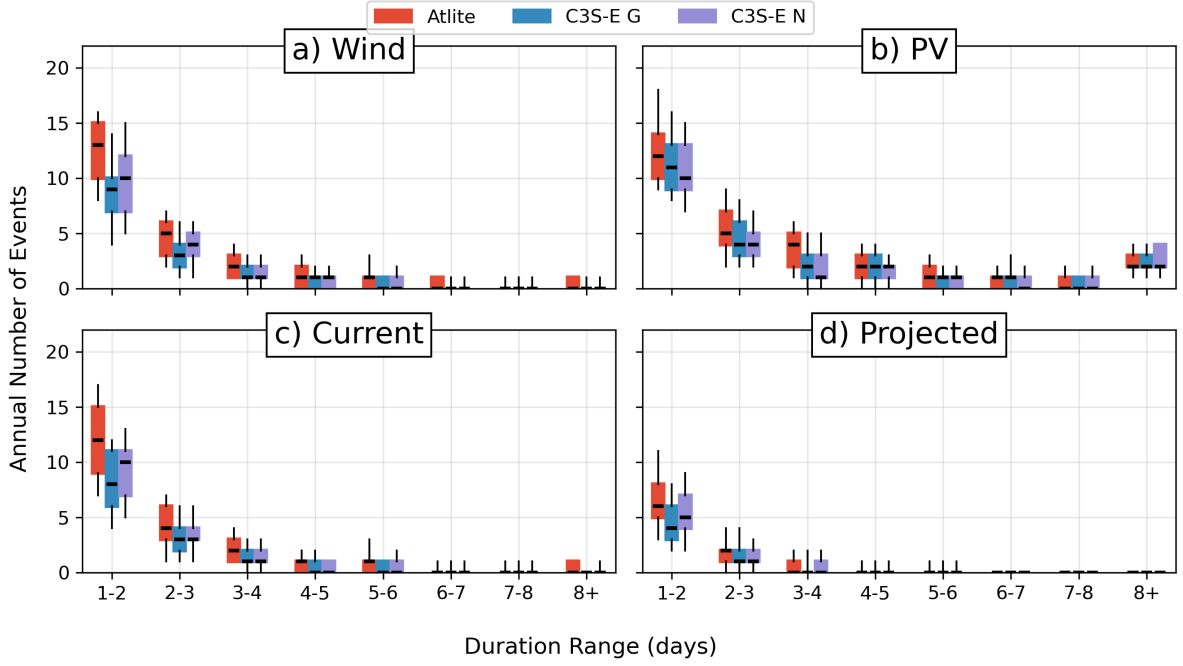 Atlite C3S-E G C3S-E N
a) Wind
b) PV
20
15
10
5
0
Annual Number of Events
c) Current
d) Projected
20
15
10
5
0
1-2 2-3 3-4 4-5 5-6 6-7 7-8 8+
1-2 2-3 3-4 4-5 5-6 6-7 7-8 8+
Duration Range (days)